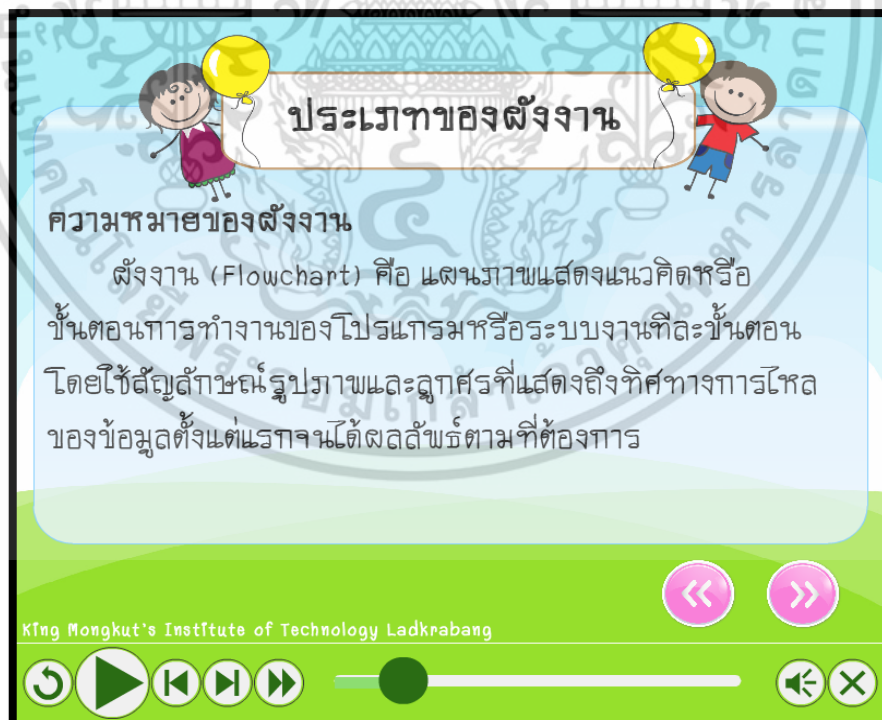 ประเภทของผังงาน
ความหมายของผังงาน
ผังงาน (Flowchart) คือ แผนภาพแสดงแนวคิดหรือ
ขั้นตอนการทำงานของโปรแกรมหรือระบบงานทีละขั้นตอน
โดยใช้สัญลักษณ์รูปภาพและลูกศรที่แสดงถึงทิศทางการไหล
ของข้อมูลตั้งแต่แรกจนได้ผลลัพธ์ตามที่ต้องการ
King Mongkut's Institute of Technology Ladkrabang